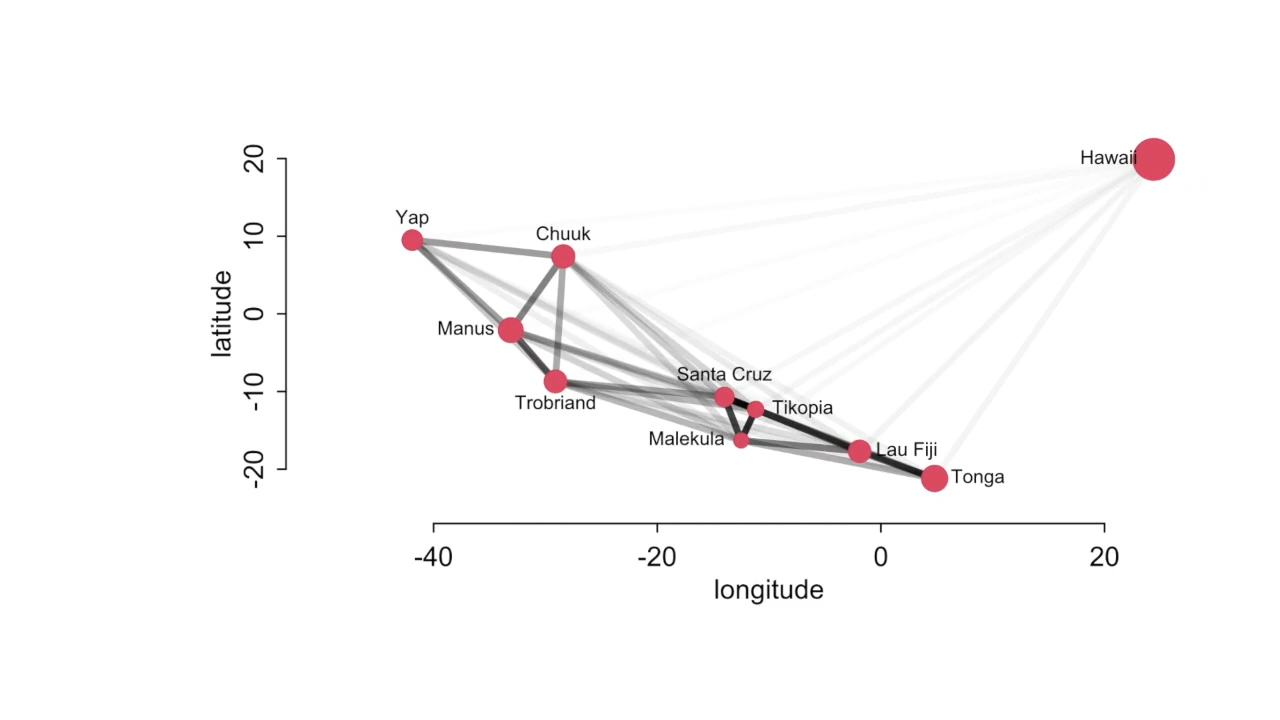 Hawaii
Yap
Chuuk
Manus
Trobriand
Santa Cruz
Tikopia
Malekula
Lau Fiji
Tonga
latitude
20
10
0
-10
-20
-40
-20
0
20
longitude